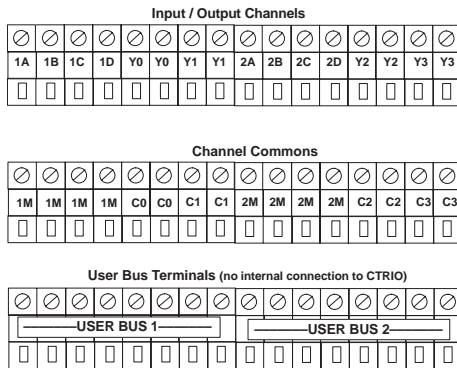 Input / Output Channels
1A 1B 1C 1D Y0 Y0 Y1 Y1 2A 2B 2C 2D Y2 Y2 Y3 Y3
Channel Commons
1M 1M 1M 1M C0 C0 C1 C1 2M 2M 2M 2M C2 C2 C3 C3
User Bus Terminals (no internal connection to CTRIO)
USER BUS 1 USER BUS 2